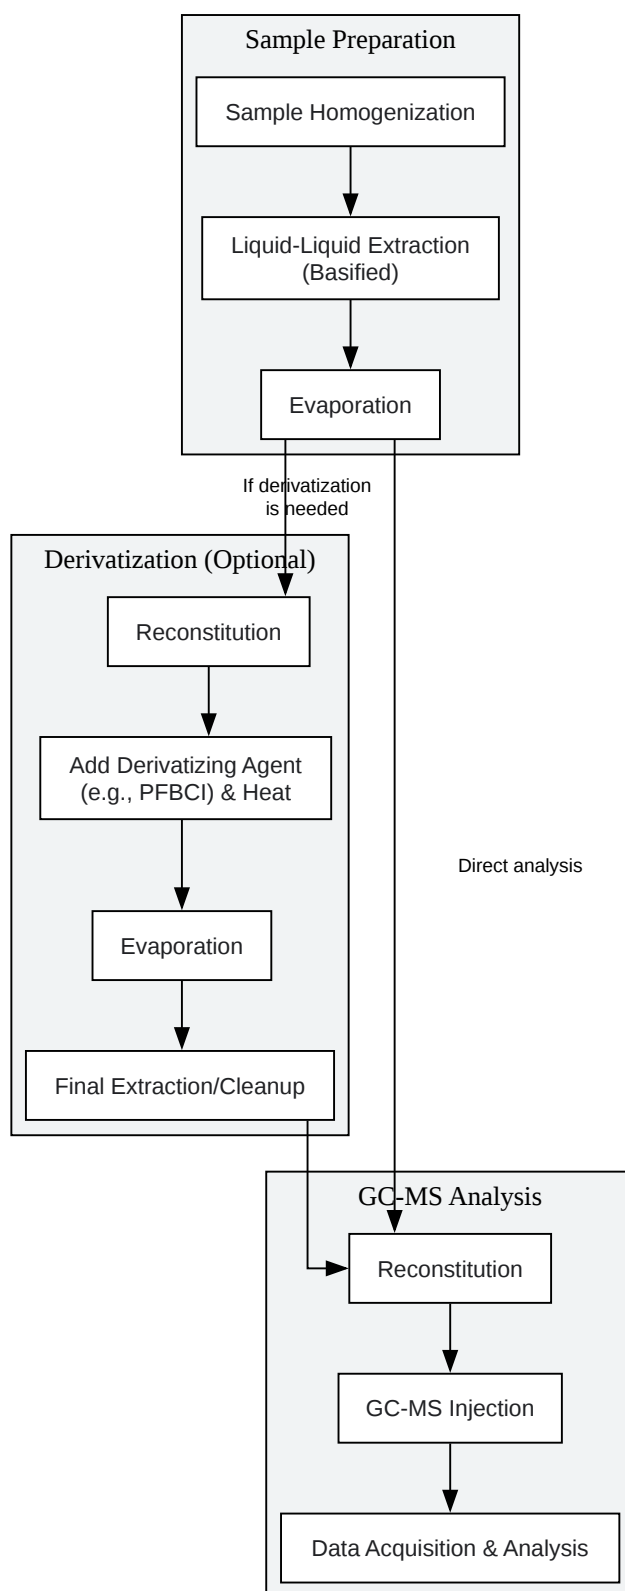 Sample Preparation
Sample Homogenization
Liquid-Liquid Extraction
(Basified)
Evaporation
If derivatization
is needed
Derivatization (Optional)
Reconstitution
Add Derivatizing Agent
(e.g., PFBCl) & Heat
Evaporation
Direct analysis
Final Extraction/Cleanup
GC-MS Analysis
Reconstitution
GC-MS Injection
Data Acquisition & Analysis